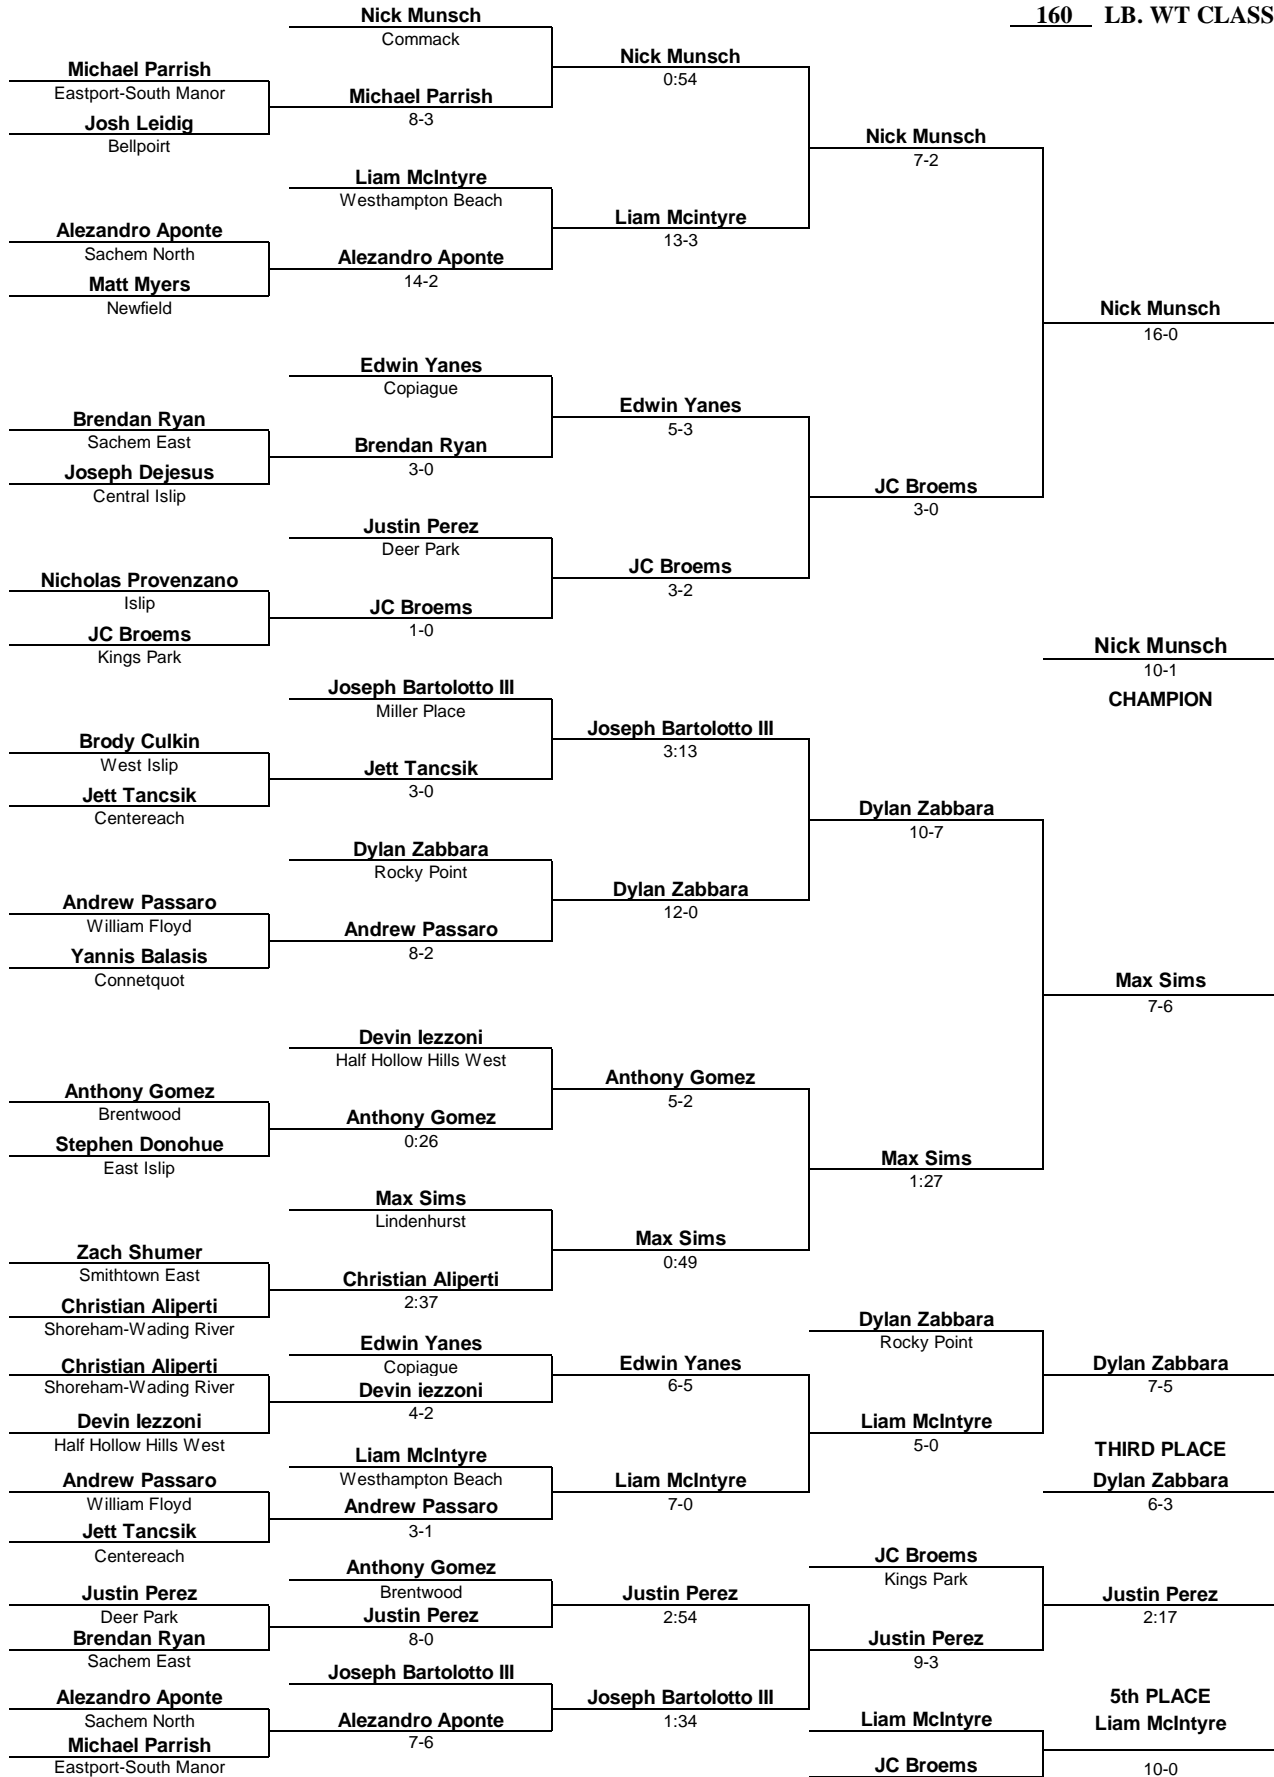 160 LB. WT CLASS
Nick Munsch
Commack
Nick Munsch
0:54
Michael Parrish
Eastport-South Manor
Michael Parrish
8-3
Josh Leidig
Bellpoirt
Nick Munsch
7-2
Liam McIntyre
Westhampton Beach
Liam Mcintyre
13-3
Alezandro Aponte
Sachem North
Alezandro Aponte
14-2
Matt Myers
Newfield
Nick Munsch
16-0
Edwin Yanes
Copiague
Edwin Yanes
5-3
Brendan Ryan
Sachem East
Brendan Ryan
3-0
Joseph Dejesus
Central Islip
JC Broems
3-0
Justin Perez
Deer Park
JC Broems
3-2
Nicholas Provenzano
Islip
JC Broems
1-0
JC Broems
Kings Park
Nick Munsch
10-1
CHAMPION
Joseph Bartolotto III
Miller Place
Joseph Bartolotto III
3:13
Brody Culkin
West Islip
Jett Tancsik
3-0
Jett Tancsik
Centereach
Dylan Zabbara
10-7
Dylan Zabbara
Rocky Point
Dylan Zabbara
12-0
Andrew Passaro
William Floyd
Andrew Passaro
8-2
Yannis Balasis
Connetquot
Max Sims
7-6
Devin Iezzoni
Half Hollow Hills West
Anthony Gomez
5-2
Anthony Gomez
Brentwood
Anthony Gomez
0:26
Stephen Donohue
East Islip
Max Sims
1:27
Max Sims
Lindenhurst
Max Sims
0:49
Zach Shumer
Smithtown East
Christian Aliperti
2:37
Christian Aliperti
Shoreham-Wading River
Dylan Zabbara
Rocky Point
Edwin Yanes
Copiague
Edwin Yanes
6-5
Dylan Zabbara
7-5
Christian Aliperti
Shoreham-Wading River
Devin iezzoni
4-2
Devin Iezzoni
Half Hollow Hills West
Liam McIntyre
5-0
THIRD PLACE
Dylan Zabbara
6-3
Liam McIntyre
Westhampton Beach
Liam McIntyre
7-0
Andrew Passaro
William Floyd
Andrew Passaro
3-1
Jett Tancsik
Centereach
JC Broems
Kings Park
Anthony Gomez
Brentwood
Justin Perez
2:54
Justin Perez
2:17
Justin Perez
Deer Park
Justin Perez
8-0
Brendan Ryan
Sachem East
Justin Perez
9-3
Joseph Bartolotto III
Joseph Bartolotto III
1:34
Alezandro Aponte
Sachem North
Alezandro Aponte
7-6
Michael Parrish
Eastport-South Manor
5th PLACE
Liam McIntyre
Liam McIntyre
JC Broems
10-0